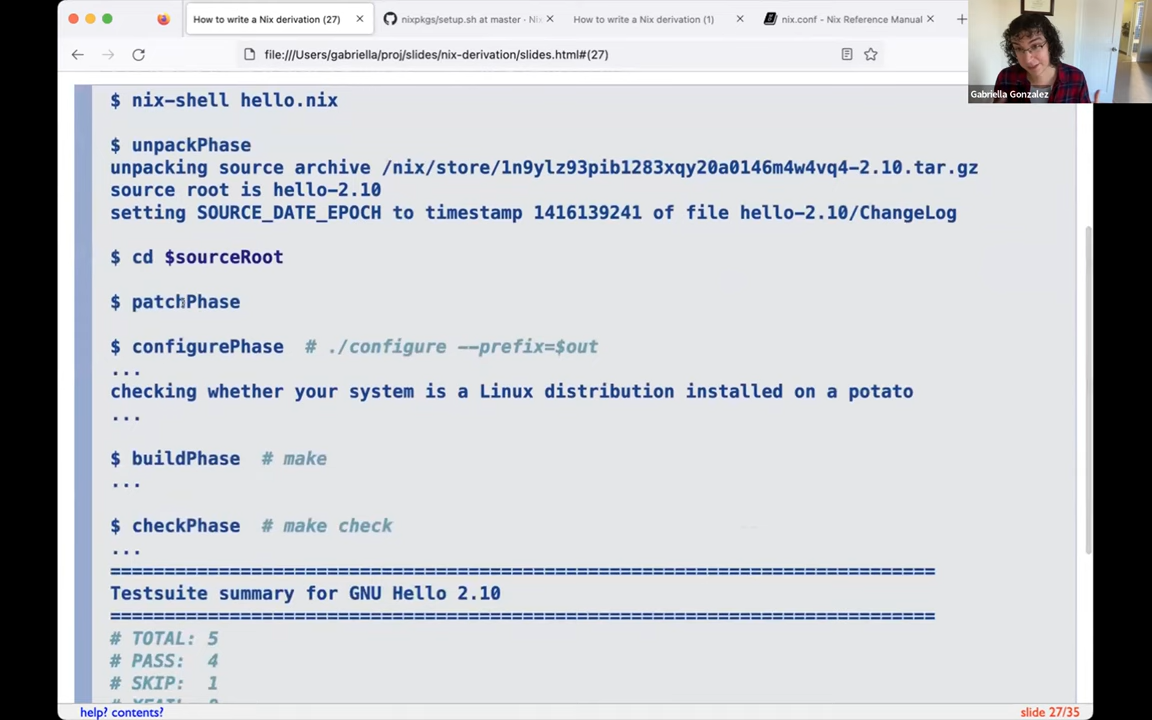 How to write a Nix derivation (27)
nixpkgs/setup.sh at master · Nix
How to write a Nix derivation (1)
nix.conf - Nix Reference Manual
file:///Users/gabriella/proj/slides/nix-derivation/slides.html#(27)
Gabriella Gonzalez
$ nix-shell hello.nix
$ unpackPhase
unpacking source archive /nix/store/1n9ylz93pib1283xqy20a0146m4w4vq4-2.10.tar.gz
source root is hello-2.10
setting SOURCE_DATE_EPOCH to timestamp 1416139241 of file hello-2.10/ChangeLog
$ cd $sourceRoot
$ patchPhase
$ configurePhase # ./configure --prefix=$out
...
checking whether your system is a Linux distribution installed on a potato
...
$ buildPhase # make
...
$ checkPhase # make check
...
============================================================================
Testsuite summary for GNU Hello 2.10
============================================================================
# TOTAL: 5
# PASS: 4
# SKIP: 1
help? contents?
slide 27/35